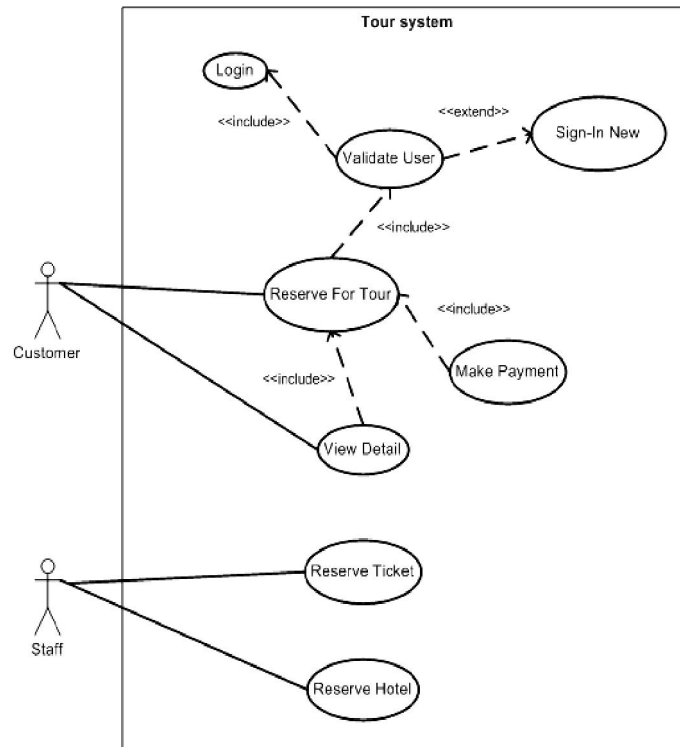 Tour system
Login
<<include>>
<<extend>>
Sign-In New
Validate User
<<include>>
Reserve For Tour
<<include>>
Customer
<<include>>
Make Payment
View Detail
Reserve Ticket
Staff
Reserve Hotel